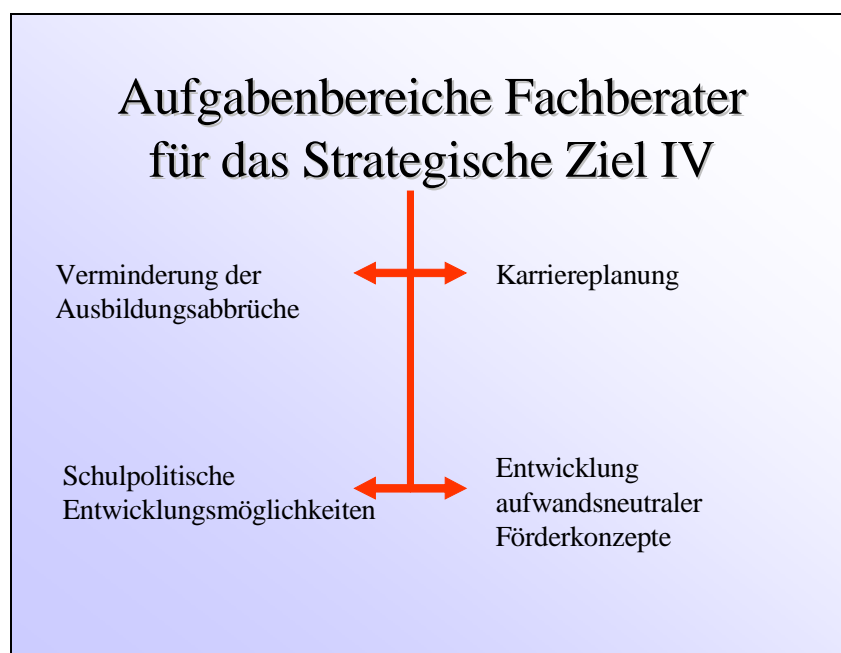 Aufgabenbereiche Fachberater
für das Strategische Ziel IV
Verminderung der
Ausbildungsabbrüche
Karriereplanung
Schulpolitische
Entwicklungsmöglichkeiten
Entwicklung
aufwandsneutraler
Förderkonzepte